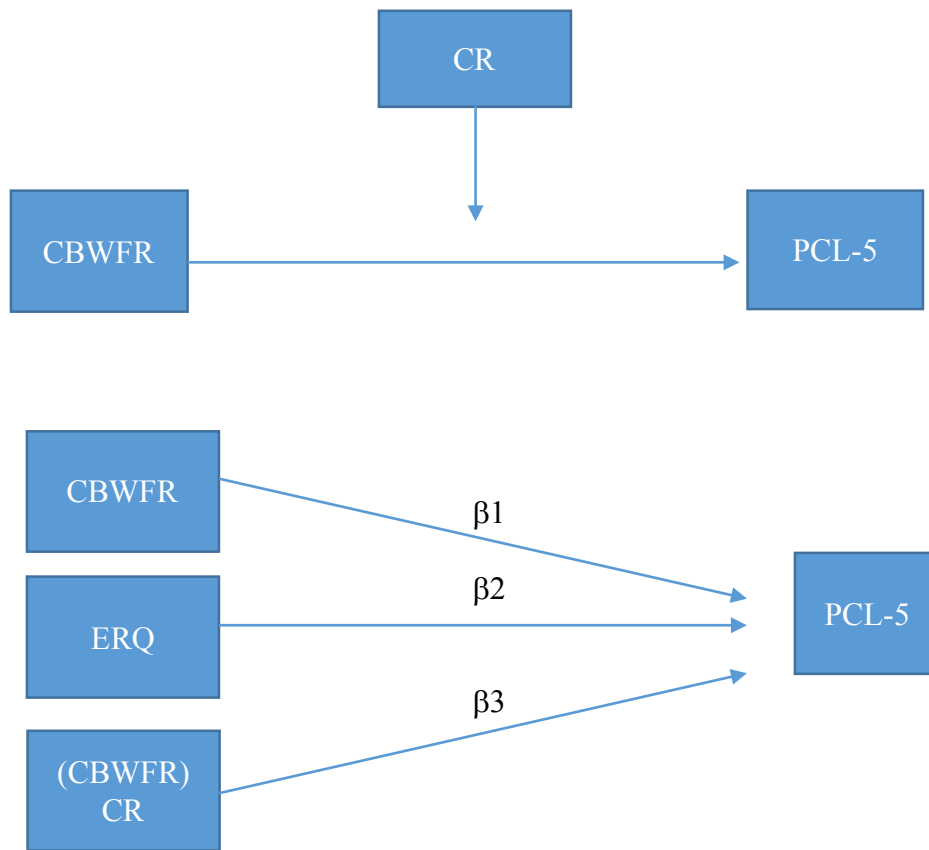 CR
CBWFR
PCL-5
CBWFR
β1
β2
PCL-5
ERQ
β3
(CBWFR)
CR